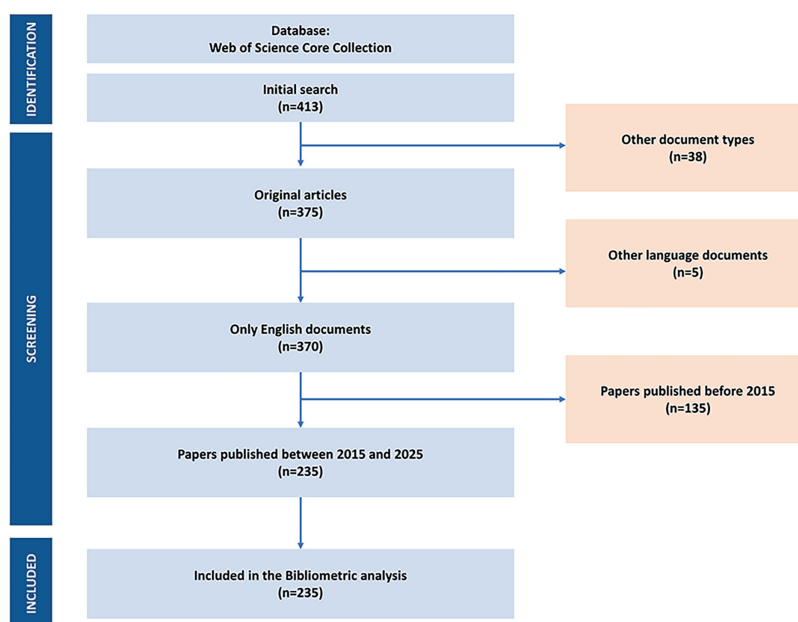 IDENTIFICATION
Database:
Web of Science Core Collection
Initial search
(n=413)
Other document types
(n=38)
SCREENING
Original articles
(n=375)
Other language documents
(n=5)
Only English documents
(n=370)
Papers published before 2015
(n=135)
Papers published between 2015 and 2025
(n=235)
INCLUDED
Included in the Bibliometric analysis
(n=235)